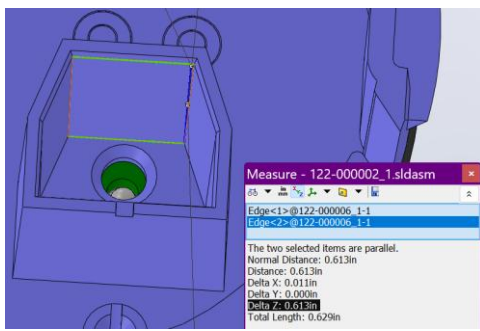 Measure - 122-000002_1.sldasm
Edge<1>@122-000006_1-1
Edge<2>@122-000006_1-1
The two selected items are parallel.
Normal Distance: 0.613in
Distance: 0.613in
Delta X: 0.011in
Delta Y: 0.000in
Delta Z: 0.613in
Total Length: 0.629in